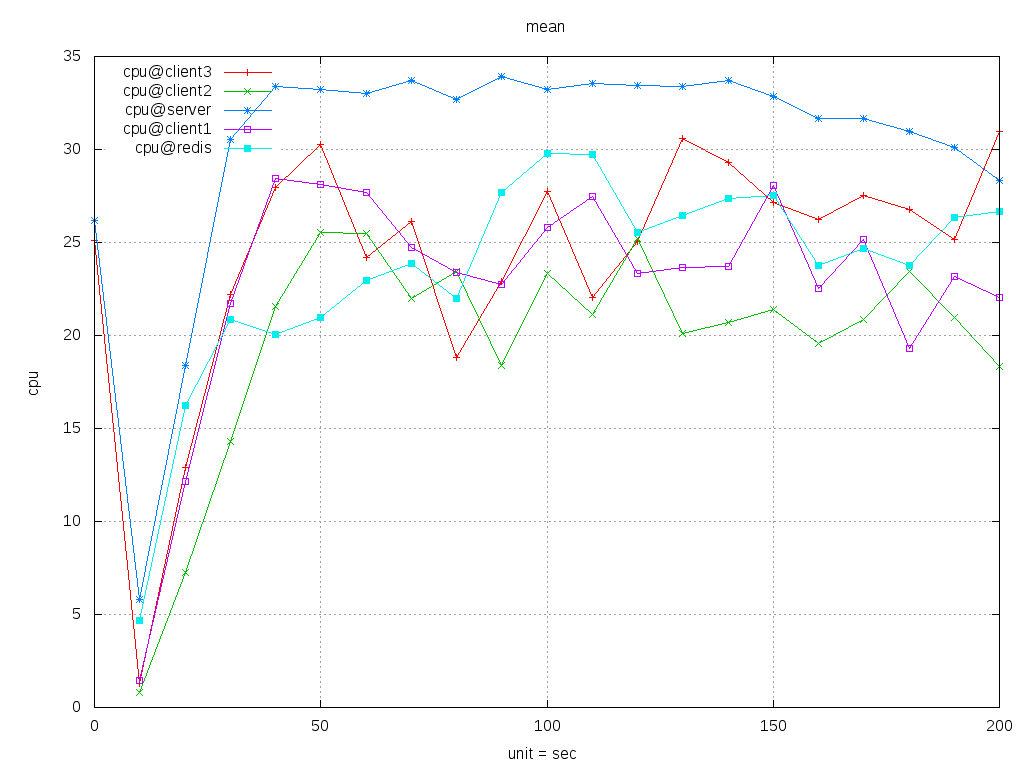 mean
35
30
25
20
15
10
5
0
cpu
cpu@client3
cpu@client2
cpu@server
cpu@client1
cpu@redis
0 50 100 150 200
unit = sec